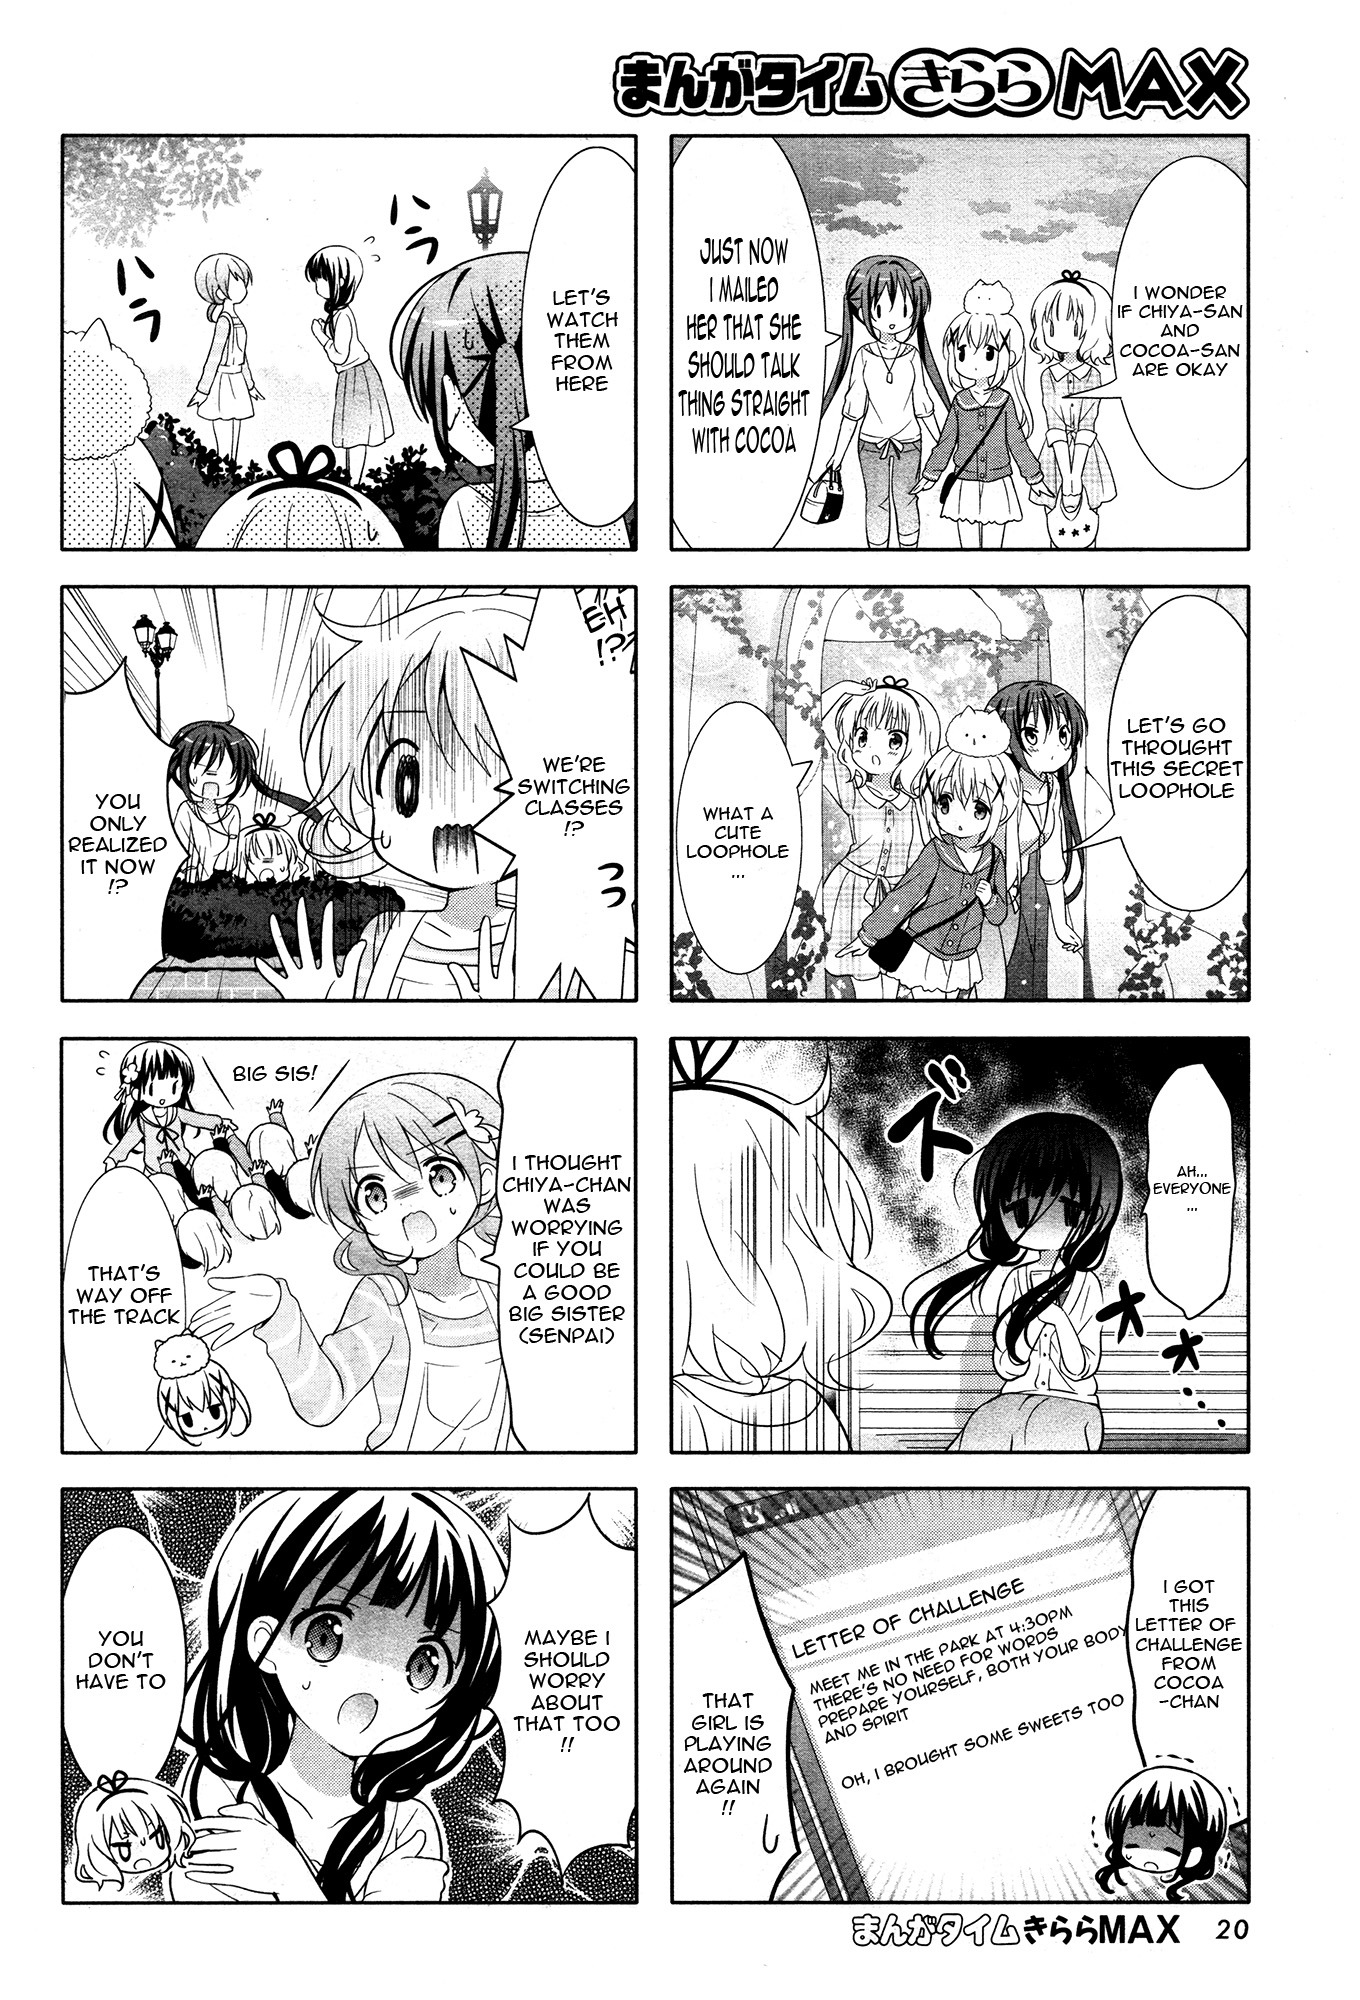 まんがタイムきららMAX
I WONDER
IF CHIYA-SAN
AND
COCOA-SAN
ARE OKAY
JUST NOW
I MAILED
HER THAT SHE
SHOULD TALK
THING STRAIGHT
WITH COCOA
LET'S GO
THROUGHT
THIS SECRET
LOOPHOLE
WHAT A
CUTE
LOOPHOLE
...
AH...
EVERYONE
...
ズ
I GOT
THIS
LETTER OF
CHALLENGE
FROM
COCOA
-CHAN
LETTER OF CHALLENGE
MEET ME IN THE PARK AT 4:30PM
THERE'S NO NEED FOR WORDS
PREPARE YOURSELF, BOTH YOUR BODY
AND SPIRIT
OH, I BROUGHT SOME SWEETS TOO
THAT
GIRL IS
PLAYING
AROUND
AGAIN
!!
LET'S
WATCH
THEM
FROM
HERE
ハラ
ハラ
EH
!?
WE'RE
SWITCHING
CLASSES
!?
YOU
ONLY
REALIZED
IT NOW
!?
I THOUGHT
CHIYA-CHAN
WAS
WORRYING
IF YOU
COULD BE
A GOOD
BIG SISTER
(SENPAI)
BIG SIS!
THAT'S
WAY OFF
THE TRACK
MAYBE I
SHOULD
WORRY
ABOUT
THAT TOO
!!
YOU
DON'T
HAVE TO
まんがタイムきららMAX 20